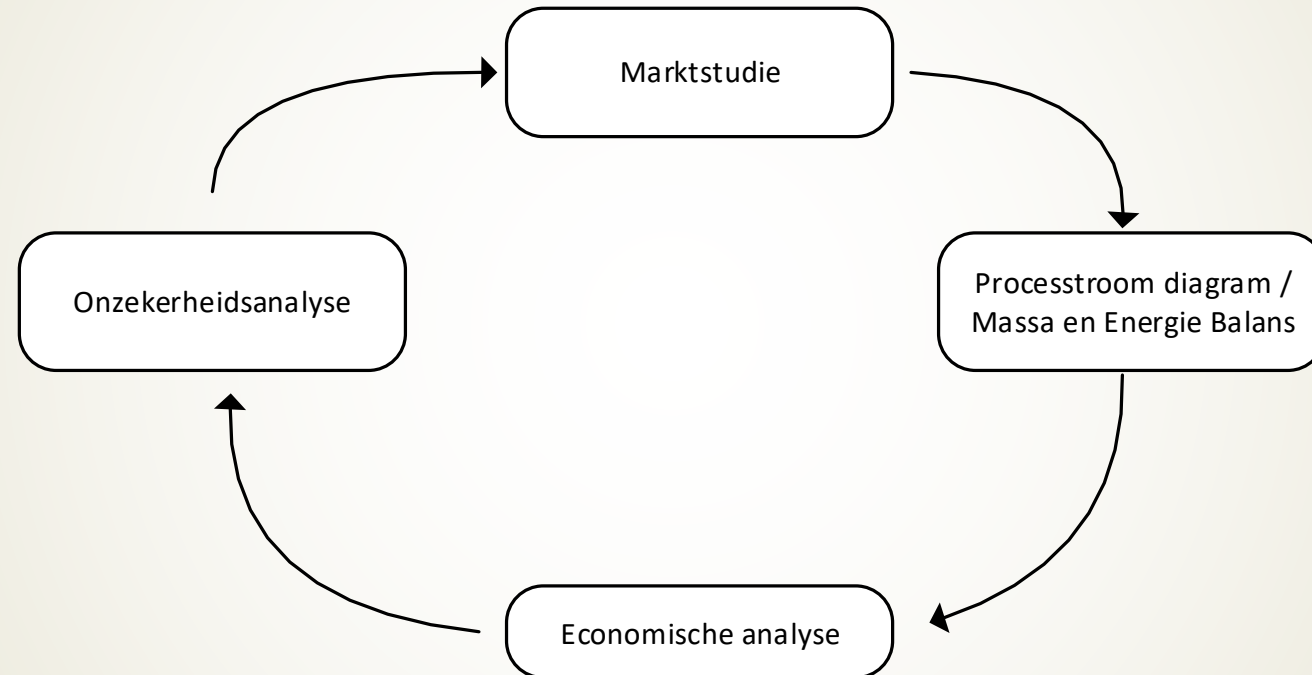 Marktstudie
Onzekerheidsanalyse
Processtroom diagram /
Massa en Energie Balans
Economische analyse